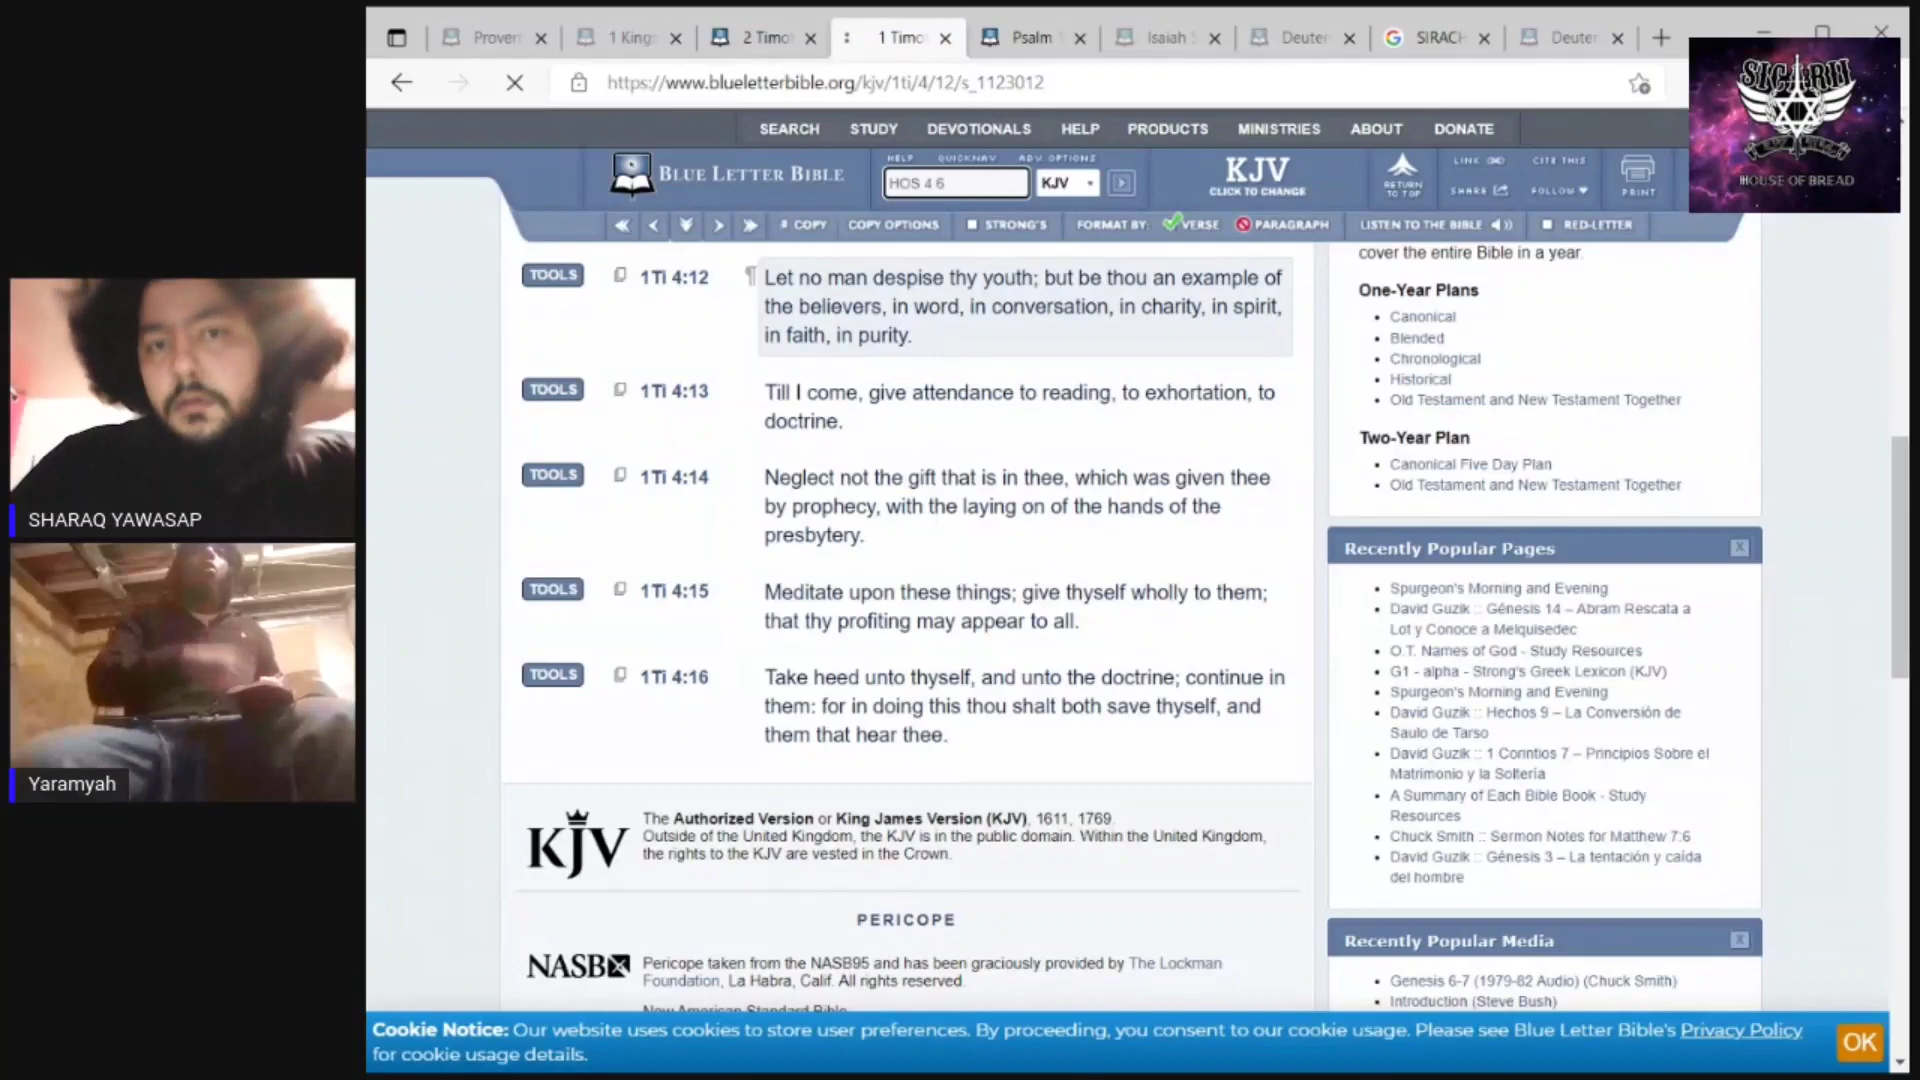 Prover
1 King
2 Timo
1 Timo
Psalm
Isaiah
Deuter
SIRACH
Deuter
https://www.blueletterbible.org/kjv/1ti/4/12/s_1123012
SICARII
HOUSE OF BREAD
SEARCH STUDY DEVOTIONALS HELP PRODUCTS MINISTRIES ABOUT DONATE
HELP QUICKNAV ADV OPTIONS
BLUE LETTER BIBLE
HOS 4 6
KJV
KJV
CLICK TO CHANGE
RETURN
TO TOP
LINK
CITE THIS
SHARE
FOLLOW
PRINT
COPY COPY OPTIONS STRONG'S FORMAT BY: VERSE PARAGRAPH LISTEN TO THE BIBLE RED-LETTER
TOOLS 1Ti 4:12 ¶ Let no man despise thy youth; but be thou an example of
the believers, in word, in conversation, in charity, in spirit,
in faith, in purity.
TOOLS 1Ti 4:13 Till I come, give attendance to reading, to exhortation, to
doctrine.
TOOLS 1Ti 4:14 Neglect not the gift that is in thee, which was given thee
by prophecy, with the laying on of the hands of the
presbytery.
TOOLS 1Ti 4:15 Meditate upon these things; give thyself wholly to them;
that thy profiting may appear to all.
TOOLS 1Ti 4:16 Take heed unto thyself, and unto the doctrine; continue in
them: for in doing this thou shalt both save thyself, and
them that hear thee.
KJV
The Authorized Version or King James Version (KJV), 1611, 1769.
Outside of the United Kingdom, the KJV is in the public domain. Within the United Kingdom,
the rights to the KJV are vested in the Crown.
PERICOPE
NASB
Pericope taken from the NASB95 and has been graciously provided by The Lockman
Foundation, La Habra, Calif. All rights reserved.
New American Standard Bible
cover the entire Bible in a year.
One-Year Plans
Canonical
Blended
Chronological
Historical
Old Testament and New Testament Together
Two-Year Plan
Canonical Five Day Plan
Old Testament and New Testament Together
Recently Popular Pages
Spurgeon's Morning and Evening
David Guzik :: Génesis 14 – Abram Rescata a
Lot y Conoce a Melquisedec
O.T. Names of God - Study Resources
G1 - alpha - Strong's Greek Lexicon (KJV)
Spurgeon's Morning and Evening
David Guzik :: Hechos 9 – La Conversión de
Saulo de Tarso
David Guzik :: 1 Corintios 7 – Principios Sobre el
Matrimonio y la Soltería
A Summary of Each Bible Book - Study
Resources
Chuck Smith :: Sermon Notes for Matthew 7:6
David Guzik :: Génesis 3 – La tentación y caída
del hombre
Recently Popular Media
Genesis 6-7 (1979-82 Audio) (Chuck Smith)
Introduction (Steve Bush)
SHARAQ YAWASAP
Yaramyah
Cookie Notice: Our website uses cookies to store user preferences. By proceeding, you consent to our cookie usage. Please see Blue Letter Bible's Privacy Policy
for cookie usage details.
OK